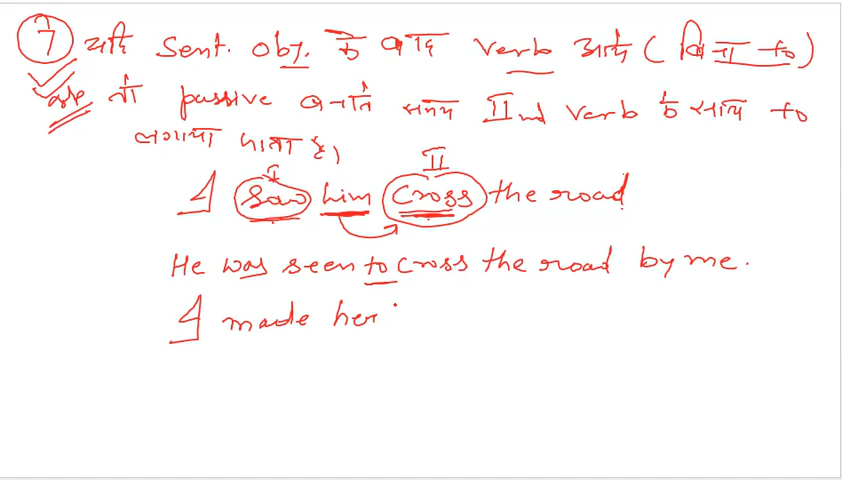 7 यदि Sent. obj. के बाद verb आये (बिना to)
तो passive बनाते समय IInd verb के साथ to
लगाया जाता है।
I II
I saw him cross the road
He was seen to cross the road by me.
I made her